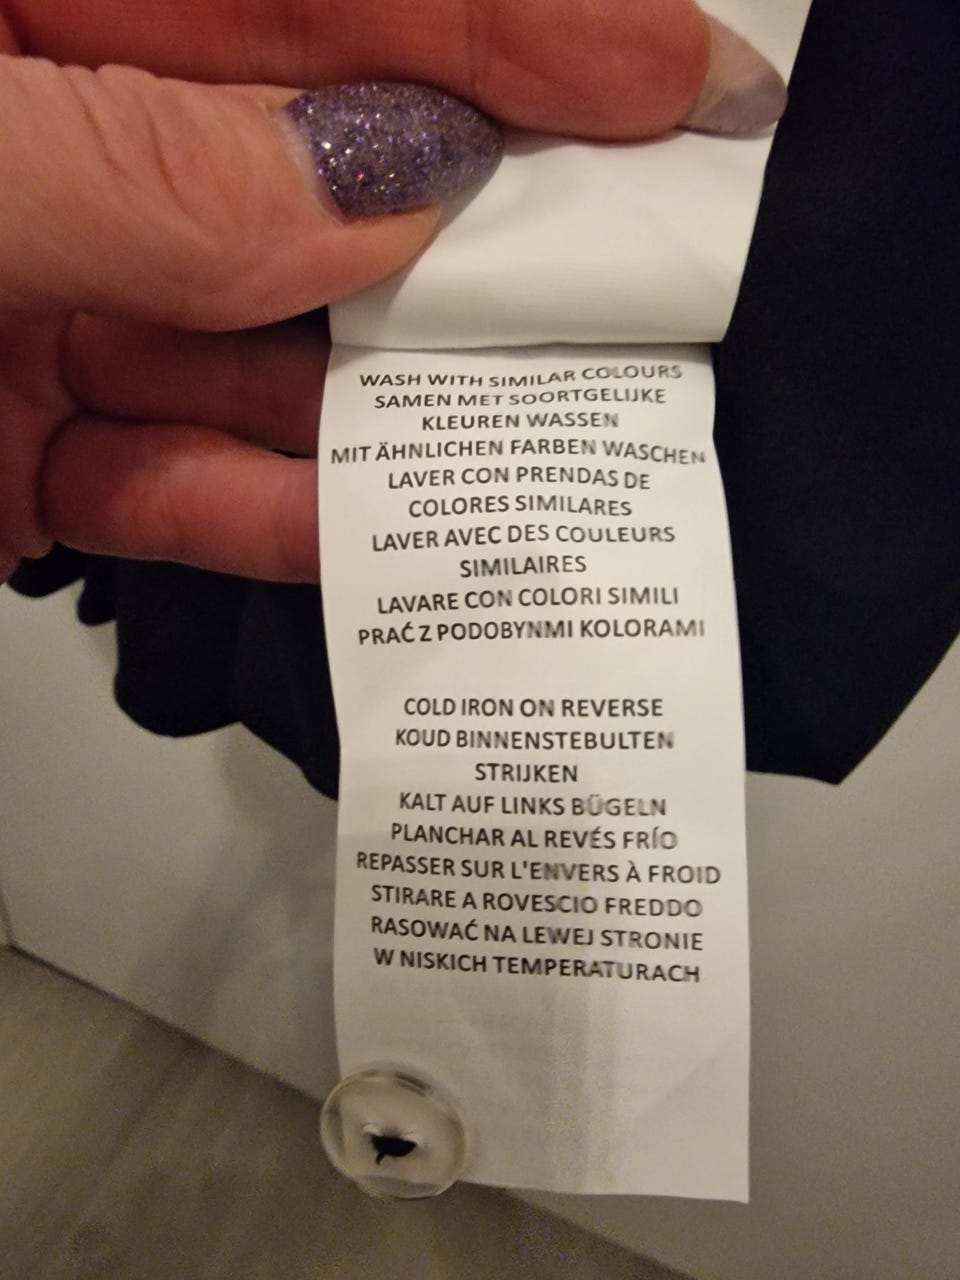 WASH WITH SIMILAR COLOURS
SAMEN MET SOORTGELIJKE
KLEUREN WASSEN
MIT ÄHNLICHEN FARBEN WASCHEN
LAVER CON PRENDAS DE
COLORES SIMILARES
LAVER AVEC DES COULEURS
SIMILAIRES
LAVARE CON COLORI SIMILI
PRAĆ Z PODOBYNMI KOLORAMI
COLD IRON ON REVERSE
KOUD BINNENSTEBULTEN
STRIJKEN
KALT AUF LINKS BÜGELN
PLANCHAR AL REVÉS FRÍO
REPASSER SUR L'ENVERS À FROID
STIRARE A ROVESCIO FREDDO
RASOWAĆ NA LEWEJ STRONIE
W NISKICH TEMPERATURACH